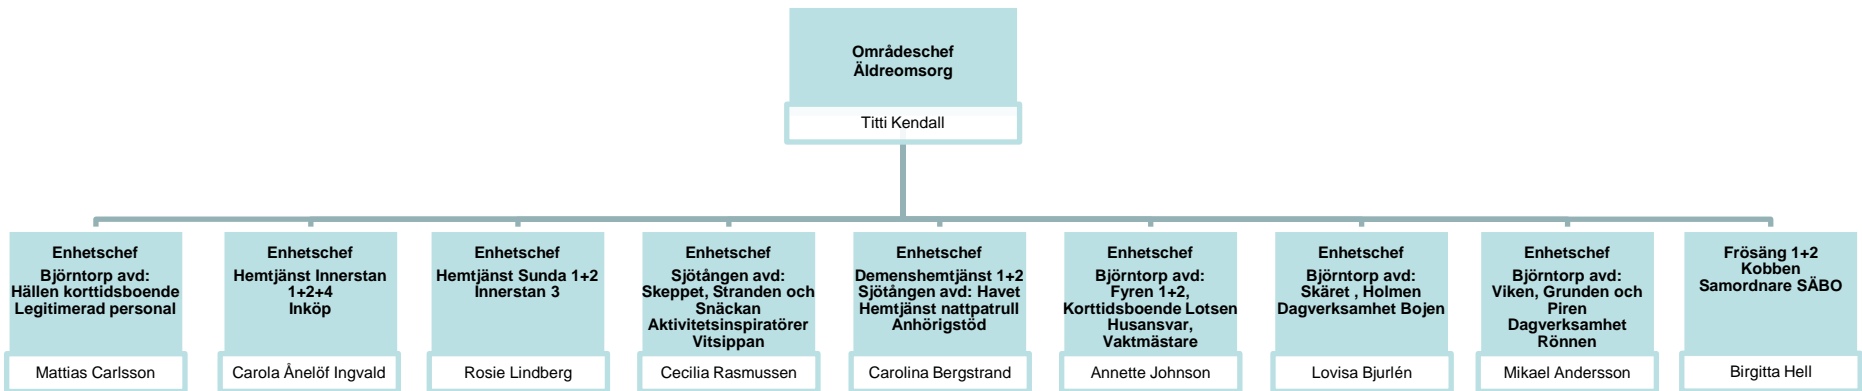 Områdeschef
Äldreomsorg
Titti Kendall
Enhetschef
Björntorp avd:
Hällen korttidsboende
Legitimerad personal
Mattias Carlsson
Enhetschef
Hemtjänst Innerstan
1+2+4
Inköp
Carola Ånelöf Ingvald
Enhetschef
Hemtjänst Sunda 1+2
Innerstan 3
Rosie Lindberg
Enhetschef
Sjötången avd:
Skeppet, Stranden och
Snäckan
Aktivitetsinspiratörer
Vitsippan
Cecilia Rasmussen
Enhetschef
Demenshemtjänst 1+2
Sjötången avd: Havet
Hemtjänst nattpatrull
Anhörigstöd
Carolina Bergstrand
Enhetschef
Björntorp avd:
Fyren 1+2,
Korttidsboende Lotsen
Husansvar,
Vaktmästare
Annette Johnson
Enhetschef
Björntorp avd:
Skäret , Holmen
Dagverksamhet Bojen
Lovisa Bjurlén
Enhetschef
Björntorp avd:
Viken, Grunden och
Piren
Dagverksamhet
Rönnen
Mikael Andersson
Frösäng 1+2
Kobben
Samordnare SÄBO
Birgitta Hell